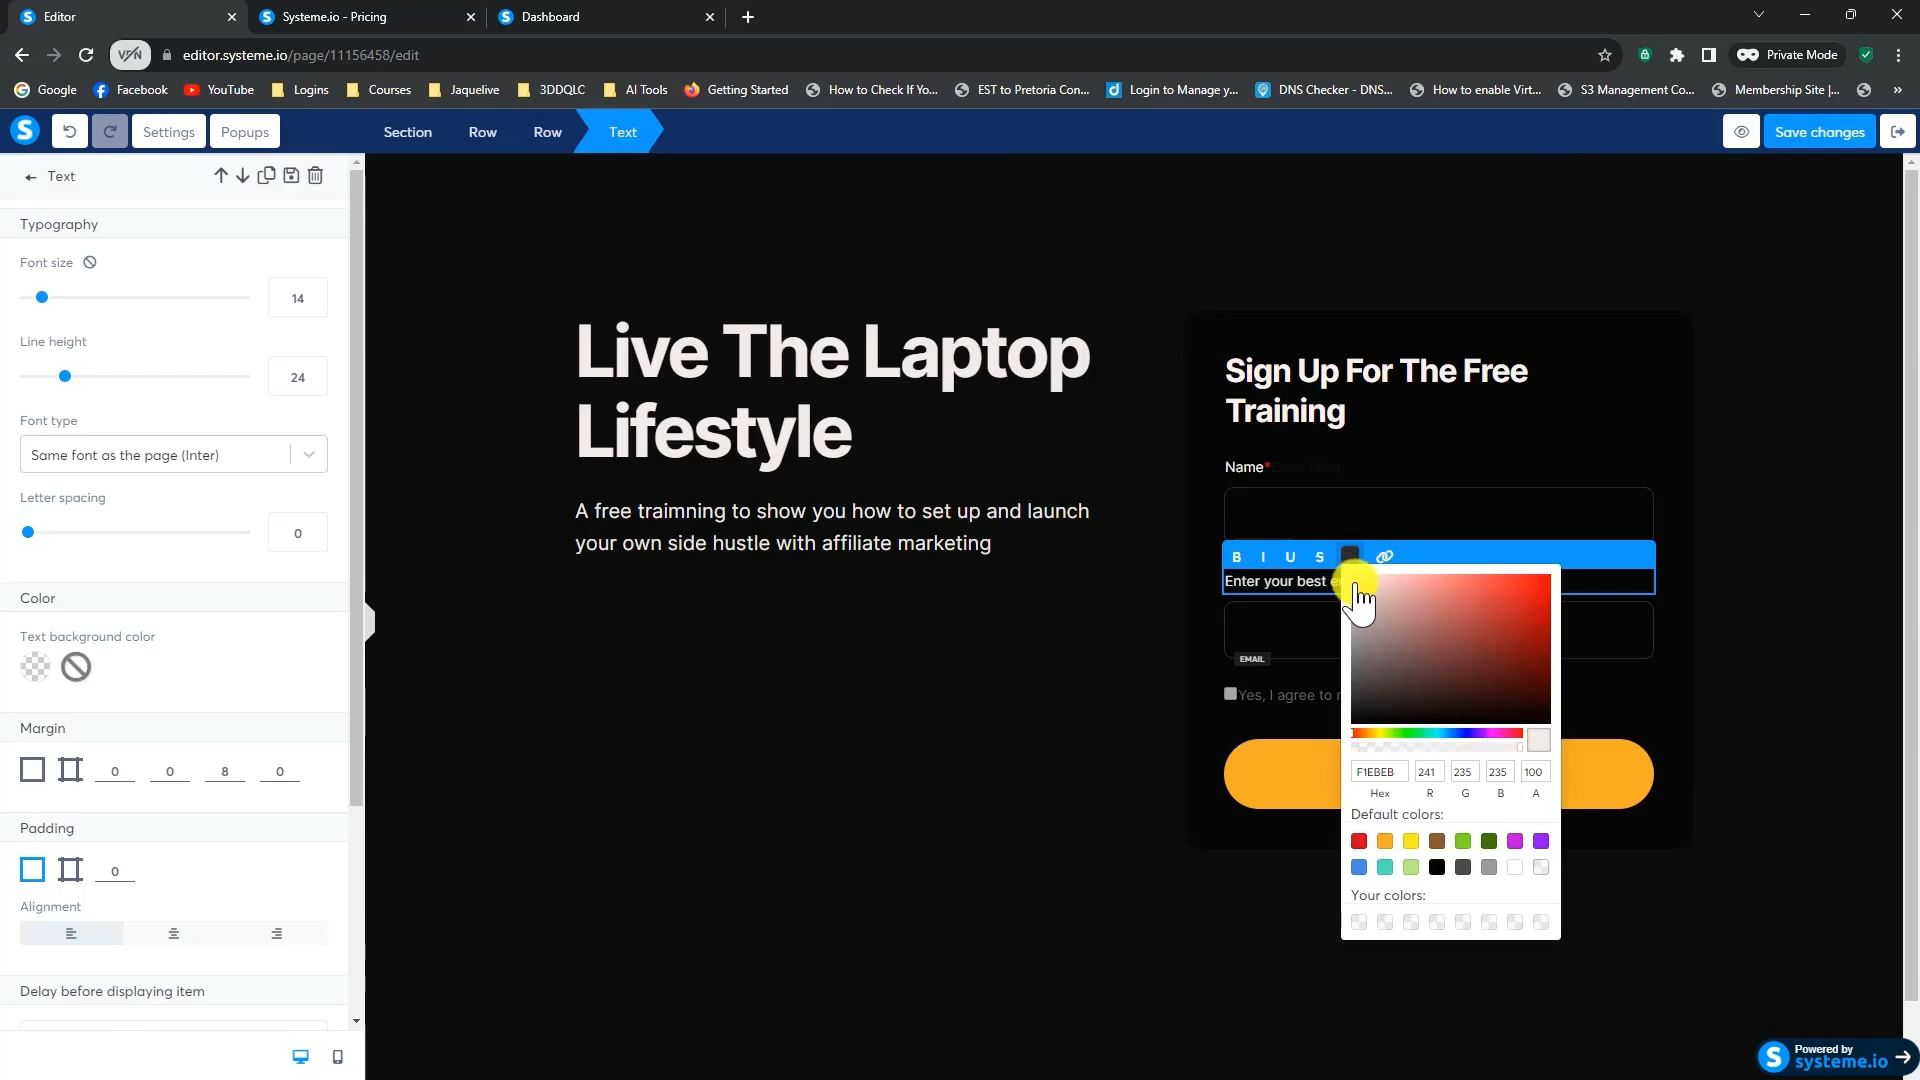 Editor
Systeme.io - Pricing
Dashboard
VPN
editor.systeme.io/page/11156458/edit
Private Mode
Google
Facebook
YouTube
Logins
Courses
Jaquelive
3DDQLC
AI Tools
Getting Started
How to Check If Yo...
EST to Pretoria Con...
Login to Manage y...
DNS Checker - DNS...
How to enable Virt...
S3 Management Co...
Membership Site |...
Settings
Popups
Section
Row
Row
Text
Save changes
Text
Typography
Font size
14
Line height
24
Font type
Same font as the page (Inter)
Letter spacing
0
Color
Text background color
Margin
0 0 8 0
Padding
0
Alignment
Delay before displaying item
Live The Laptop
Lifestyle
A free traimning to show you how to set up and launch
your own side hustle with affiliate marketing
Sign Up For The Free
Training
Name*
B I U S
Enter your best
EMAIL
Yes, I agree to
F1EBEB 241 235 235 100
Hex R G B A
Default colors:
Your colors:
Powered by
systeme.io